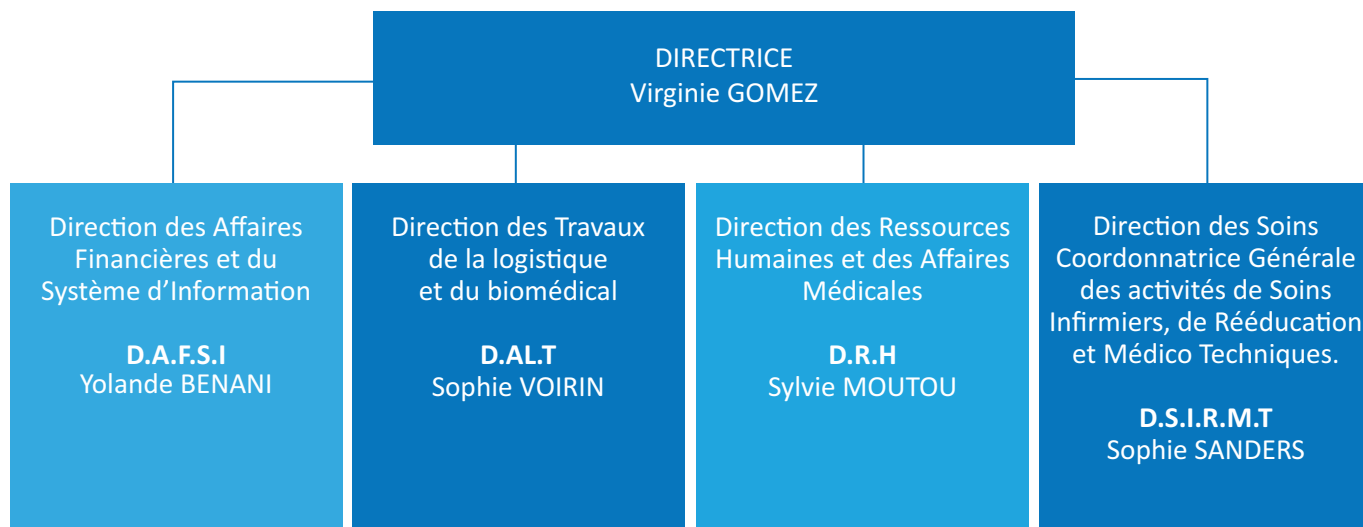 DIRECTRICE
Virginie GOMEZ
Direction des Affaires
Financières et du
Système d’Information
D.A.F.S.I
Yolande BENANI
Direction des Travaux
de la logistique
et du biomédical
D.AL.T
Sophie VOIRIN
Direction des Ressources
Humaines et des Affaires
Médicales
D.R.H
Sylvie MOUTOU
Direction des Soins
Coordonnatrice Générale
des activités de Soins
Infirmiers, de Rééducation
et Médico Techniques.
D.S.I.R.M.T
Sophie SANDERS